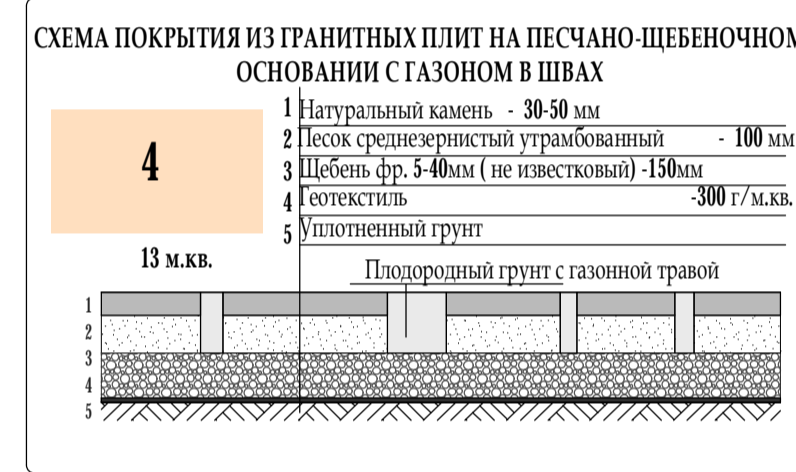 СХЕМА ПОКРЫТИЯ ИЗ ГРАНИТНЫХ ПЛИТ НА ПЕСЧАНО-ЩЕБЕНОЧНОМ
ОСНОВАНИИ С ГАЗОНОМ В ШВАХ
4
13 м.кв.
1 Натуральный камень - 30-50 мм
2 Песок среднезернистый утрамбованный - 100 мм
3 Щебень фр. 5-40мм ( не известковый) -150мм
4 Геотекстиль -300 г/м.кв.
5 Уплотненный грунт
Плодородный грунт с газонной травой
1
2
3
4
5